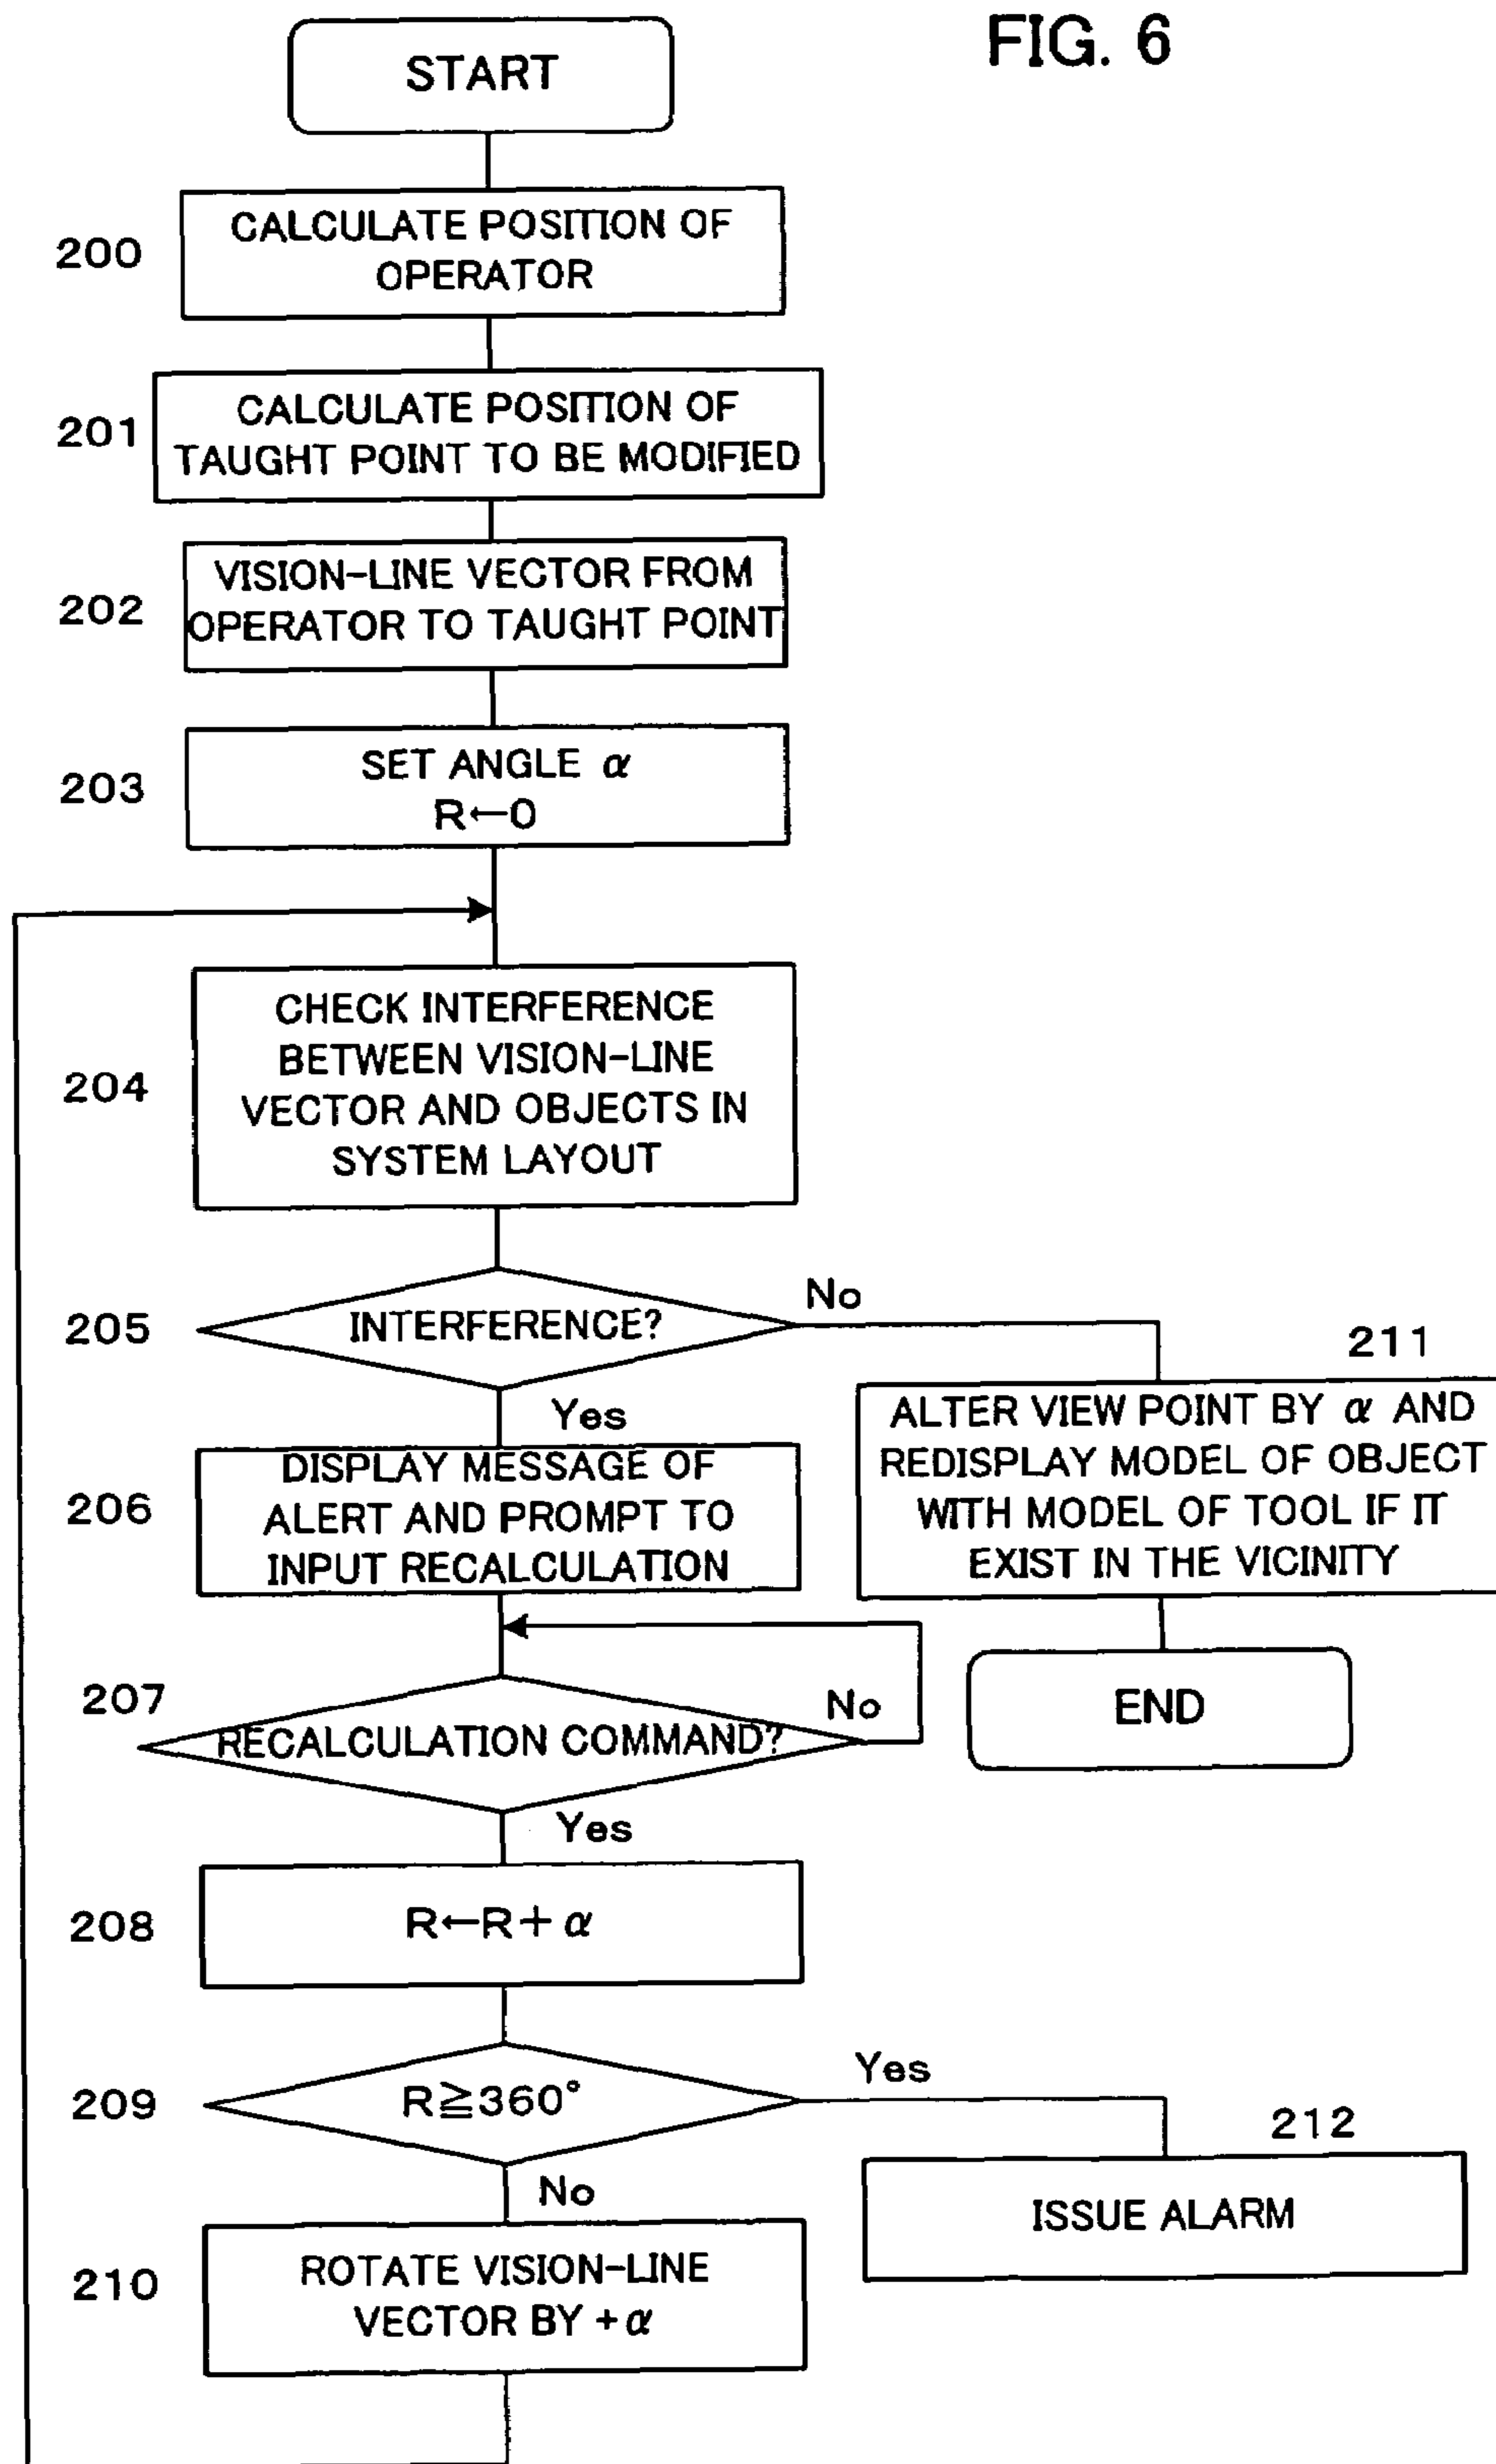 FIG. 6
START
200
CALCULATE POSITION OF
OPERATOR
201
CALCULATE POSITION OF
TAUGHT POINT TO BE MODIFIED
202
VISION-LINE VECTOR FROM
OPERATOR TO TAUGHT POINT
203
SET ANGLE α
R←0
204
CHECK INTERFERENCE
BETWEEN VISION-LINE
VECTOR AND OBJECTS IN
SYSTEM LAYOUT
205
INTERFERENCE?
No
Yes
211
ALTER VIEW POINT BY α AND
REDISPLAY MODEL OF OBJECT
WITH MODEL OF TOOL IF IT
EXIST IN THE VICINITY
END
206
DISPLAY MESSAGE OF
ALERT AND PROMPT TO
INPUT RECALCULATION
207
RECALCULATION COMMAND?
No
Yes
208
R←R+α
209
R≧360°
Yes
No
212
ISSUE ALARM
210
ROTATE VISION-LINE
VECTOR BY +α